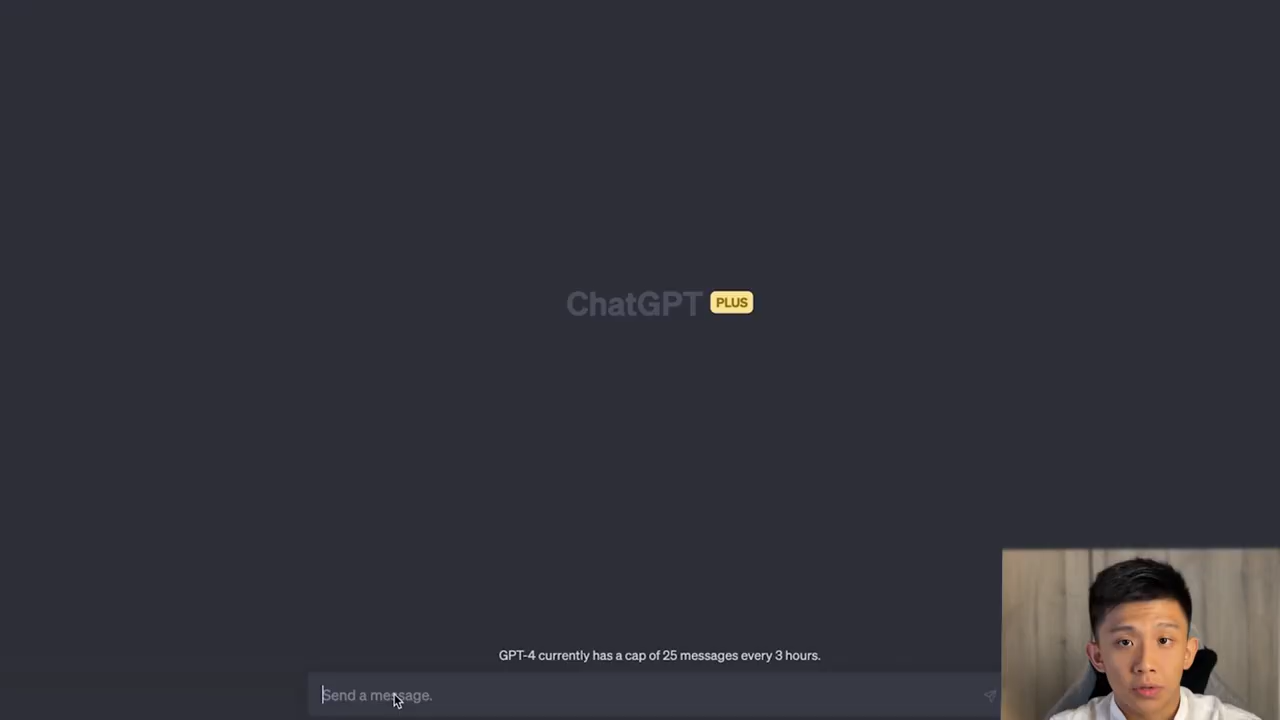 ChatGPT PLUS
GPT-4 currently has a cap of 25 messages every 3 hours.
Send a message.